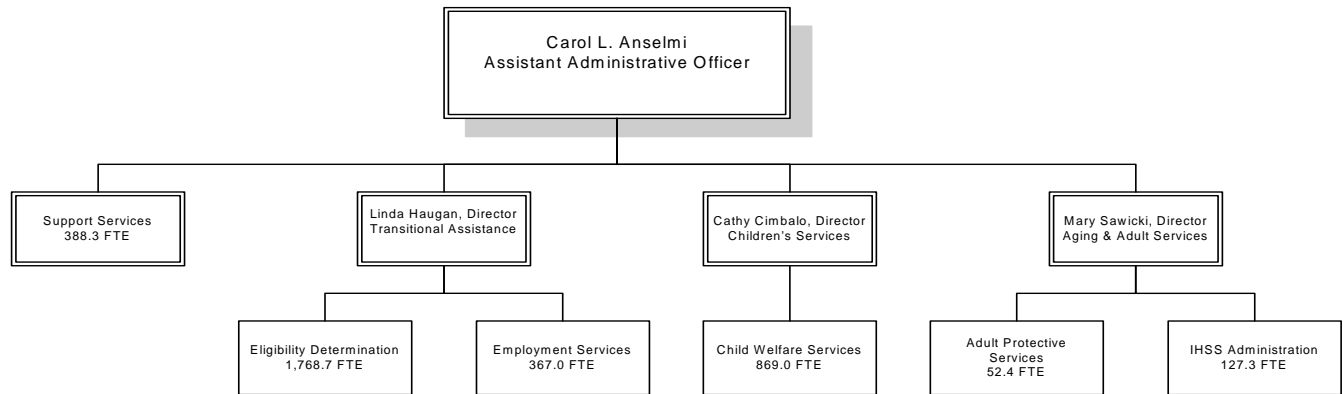 Carol L. Anselmi
Assistant Administrative Officer
Support Services
388.3 FTE
Linda Haugan, Director
Transitional Assistance
Cathy Cimbalo, Director
Children's Services
Mary Sawicki, Director
Aging & Adult Services
Eligibility Determination
1,768.7 FTE
Employment Services
367.0 FTE
Child Welfare Services
869.0 FTE
Adult Protective
Services
52.4 FTE
IHSS Administration
127.3 FTE